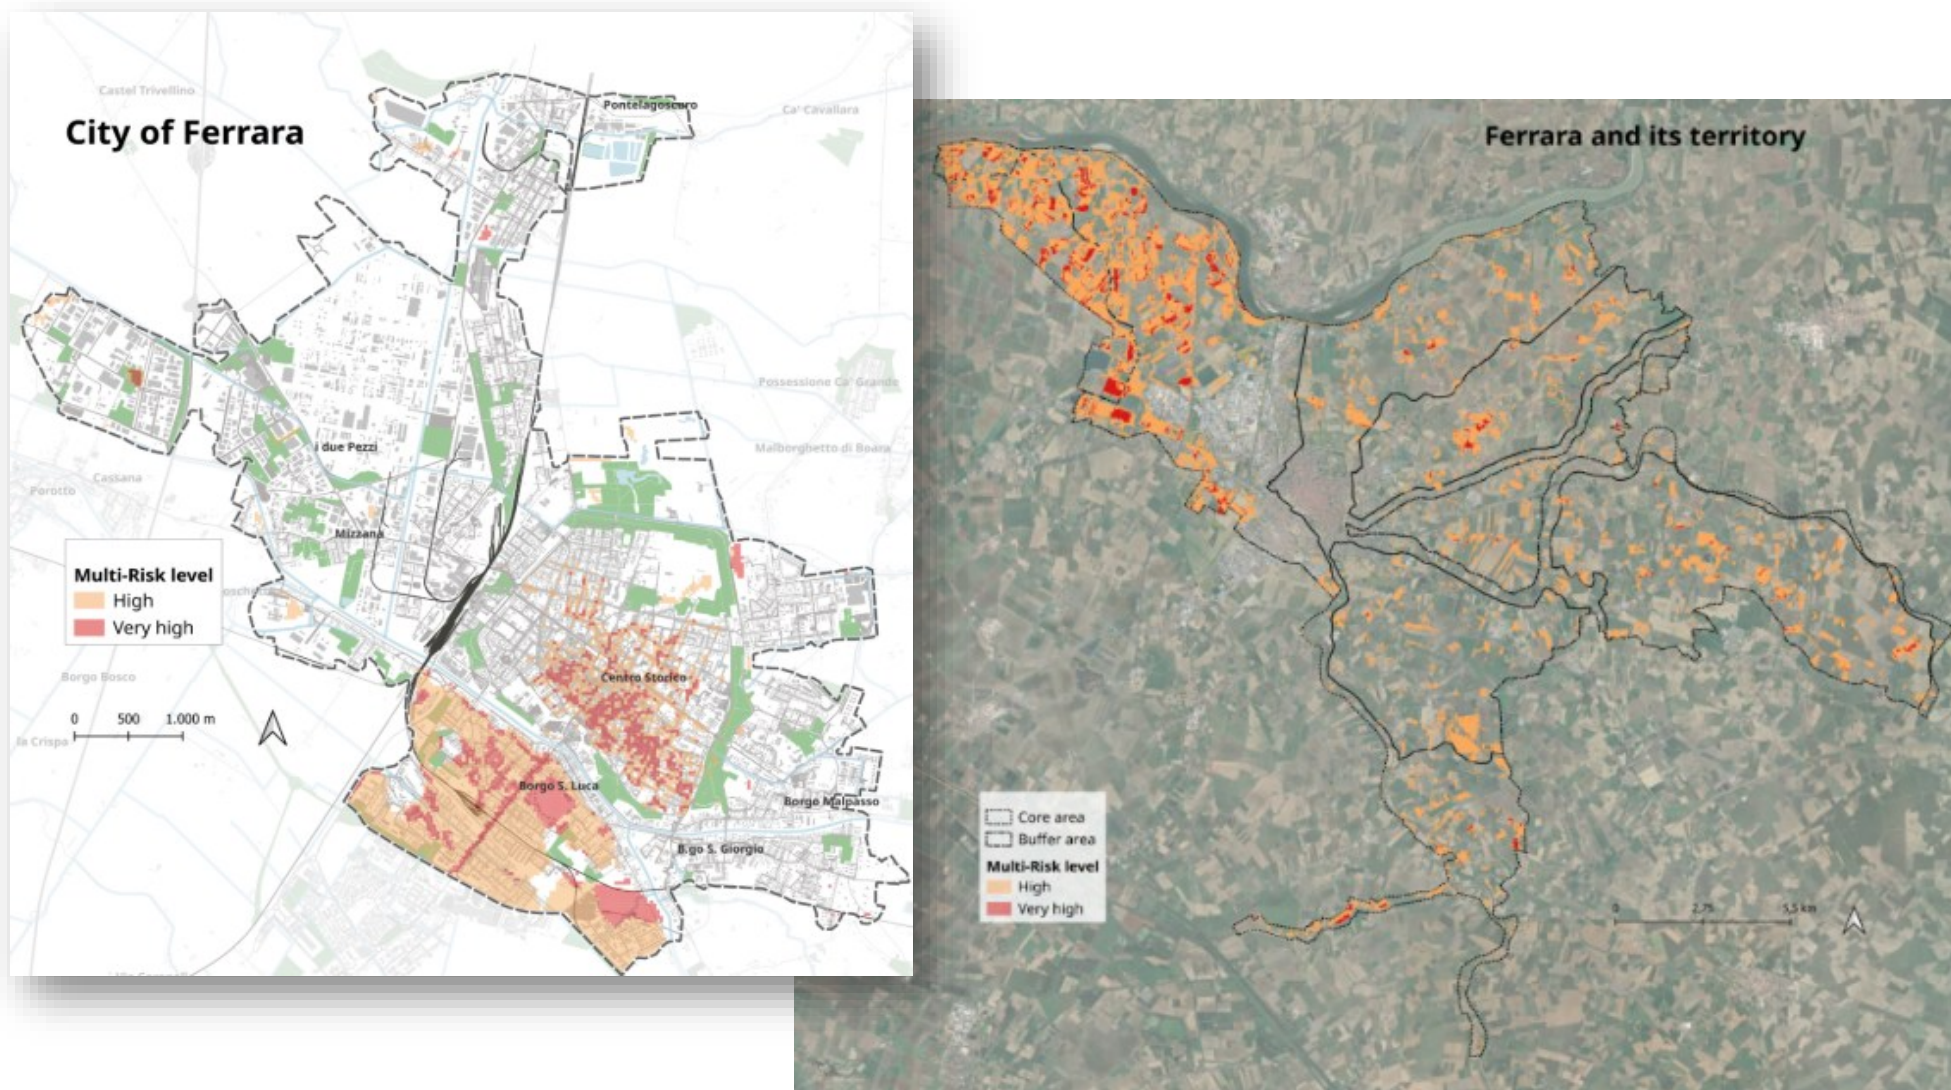 Castel Trivellino
Pontelagoscuro
Ca' Cavallara
City of Ferrara
Possessione Ca' Grande
i due Pezzi
Malborghetto di Boara
Cassana
Porotto
Mizzana
Multi-Risk level
High
Very high
Centro Storico
Borgo Bosco
0 500 1.000 m
la Crispa
Borgo S. Luca
Borgo Malpasso
B.go S. Giorgio
Ferrara and its territory
Core area
Buffer area
Multi-Risk level
High
Very high
0 2,75 5,5 km